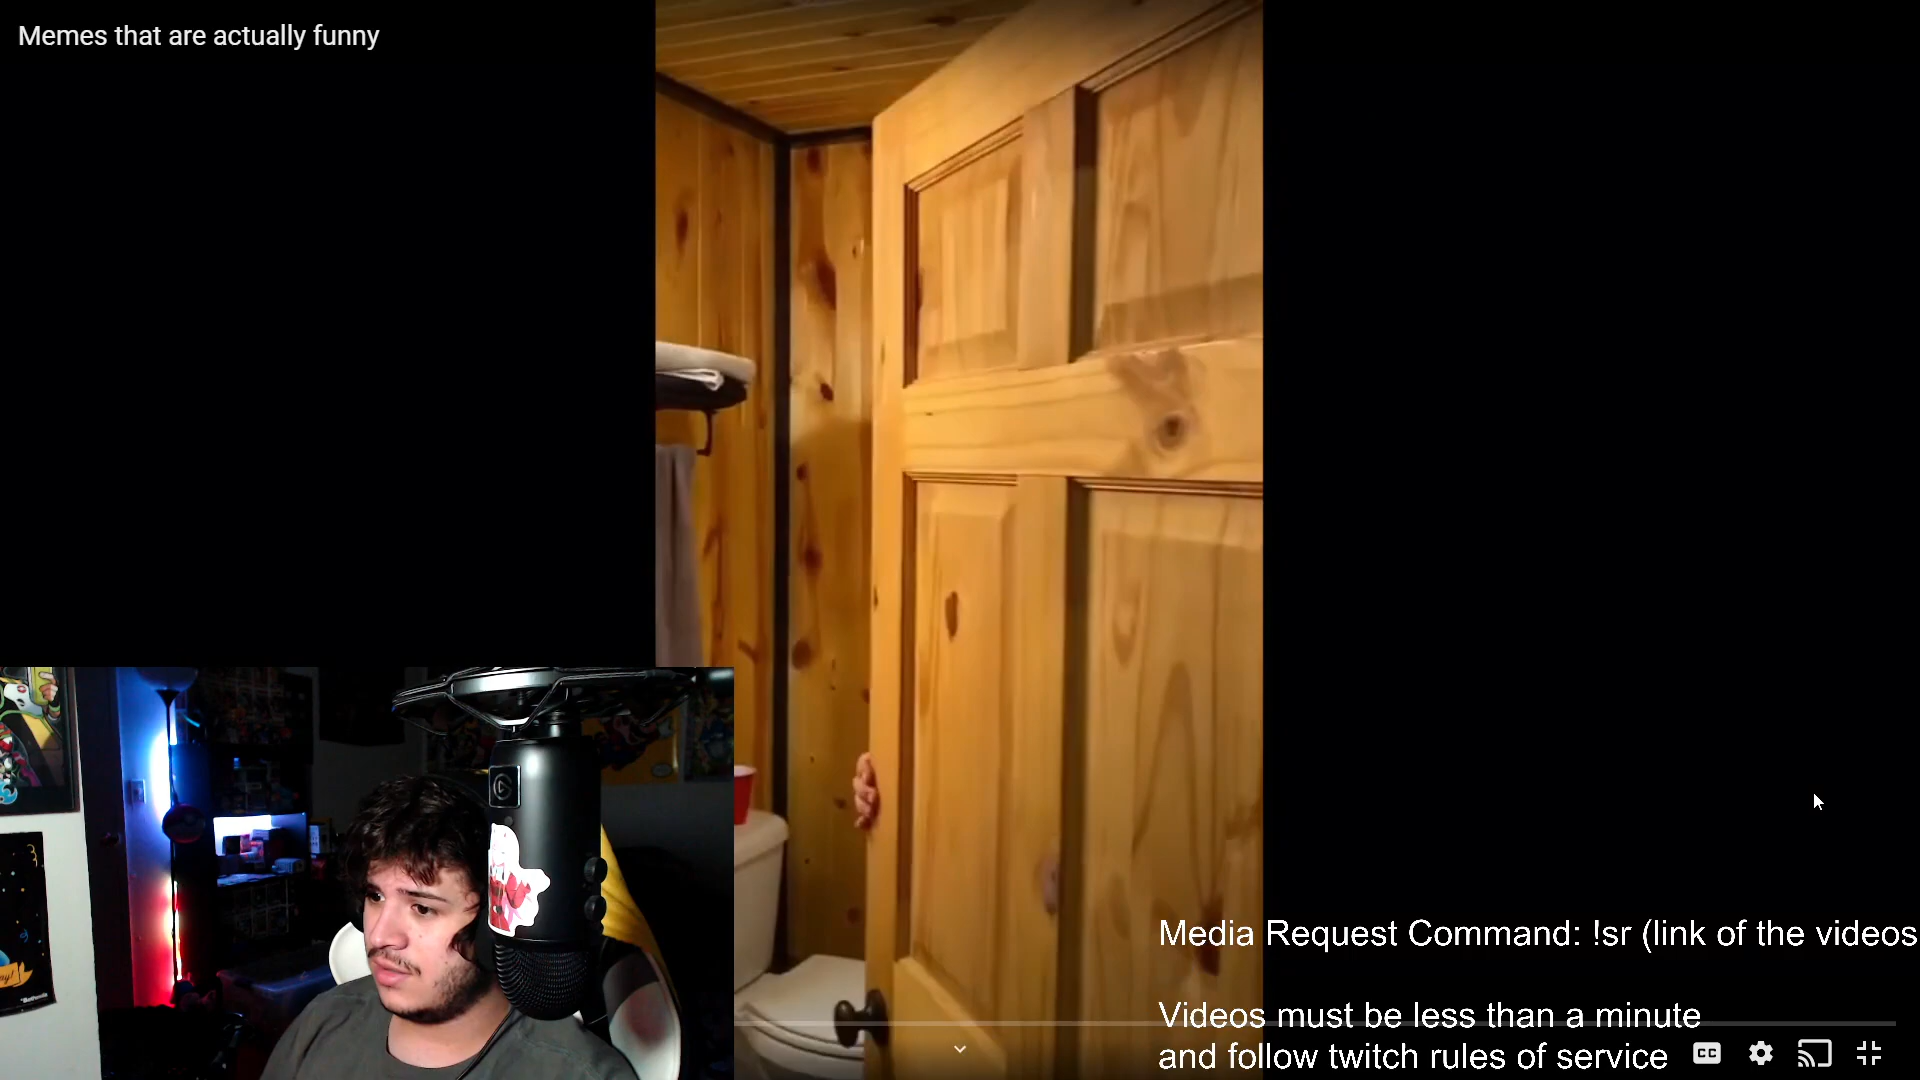 Memes that are actually funny
Media Request Command: !sr (link of the videos
Videos must be less than a minute
and follow twitch rules of service
CC